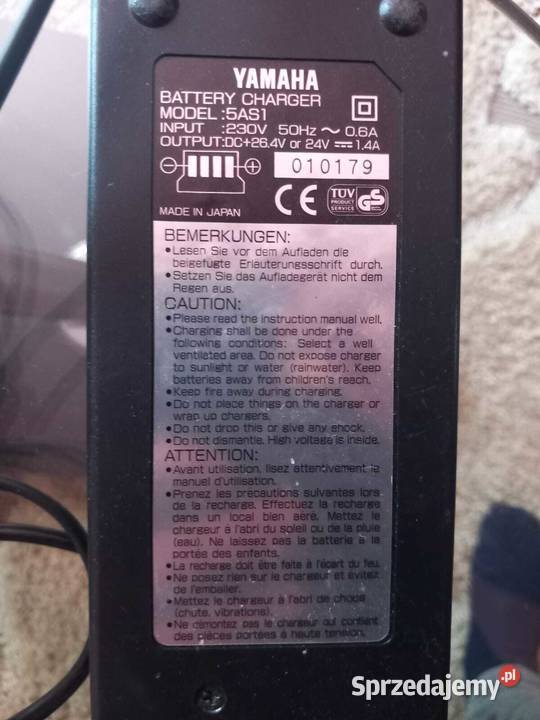 YAMAHA
BATTERY CHARGER
MODEL :5AS1
INPUT :230V 50Hz ~ 0.6A
OUTPUT:DC+26.4V or 24V ⎓ 1.4A
010179
MADE IN JAPAN
CE TÜV PRODUCT SERVICE GS
BEMERKUNGEN:
•Lesen Sie vor dem Aufladen die
beigefugte Erlauterungsschrift durch.
•Setzen Sie das Aufladegerät nicht dem
Regen aus.
CAUTION:
•Please read the instruction manual well.
•Charging shall be done under the
following conditions: Select a well
ventilated area. Do not expose charger
to sunlight or water (rainwater). Keep
batteries away from children's reach.
•Keep fire away during charging.
•Do not place things on the charger or
wrap up chargers.
•Do not drop this or give any shock.
•Do not dismantle. High voltage is inside.
ATTENTION:
•Avant utilisation, lisez attentivement le
manuel d'utilisation.
•Prenez les précautions suivantes lors
de la recharge. Effectuez la recharge
dans un local bien aéré. Mettez le
chargeur à l'abri du soleil ou de la pluie
(eau). Ne laissez pas la batterie à la
portée des enfants.
•La recharge doit être faite à l'écart du feu.
•Ne posez rien sur le chargeur et évitez
de l'emballer.
•Mettez le chargeur à l'abri de chocs
(chute, vibrations).
•Ne démontez pas le chargeur qui contient
des pièces portées à haute tension.
Sprzedajemy.pl